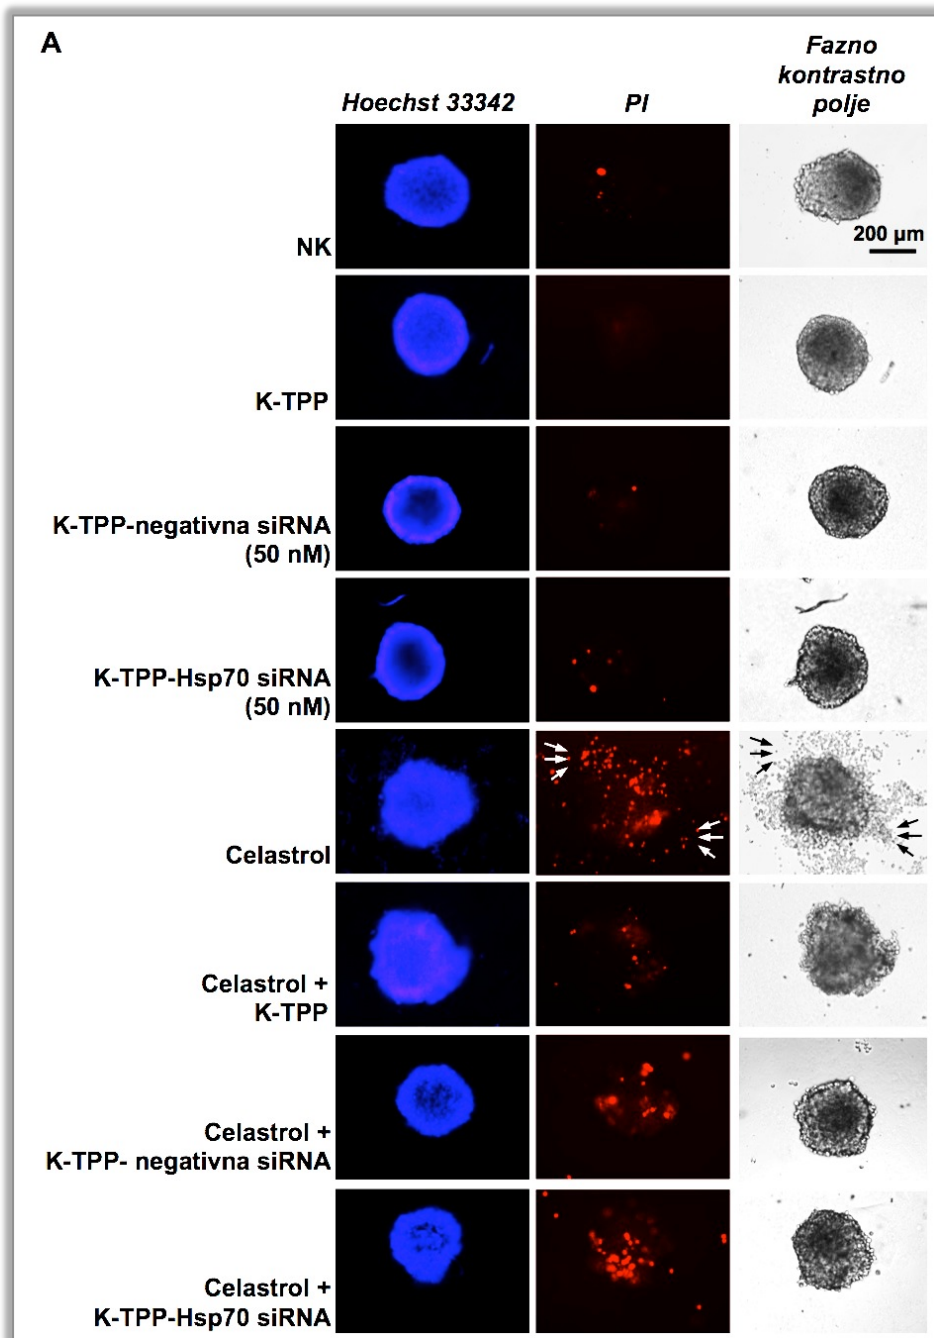 A
Fazno
kontrastno
polje
Hoechst 33342
PI
200 µm
NK
K-TPP
K-TPP-negativna siRNA
(50 nM)
K-TPP-Hsp70 siRNA
(50 nM)
Celastrol
Celastrol +
K-TPP
Celastrol +
K-TPP- negativna siRNA
Celastrol +
K-TPP-Hsp70 siRNA